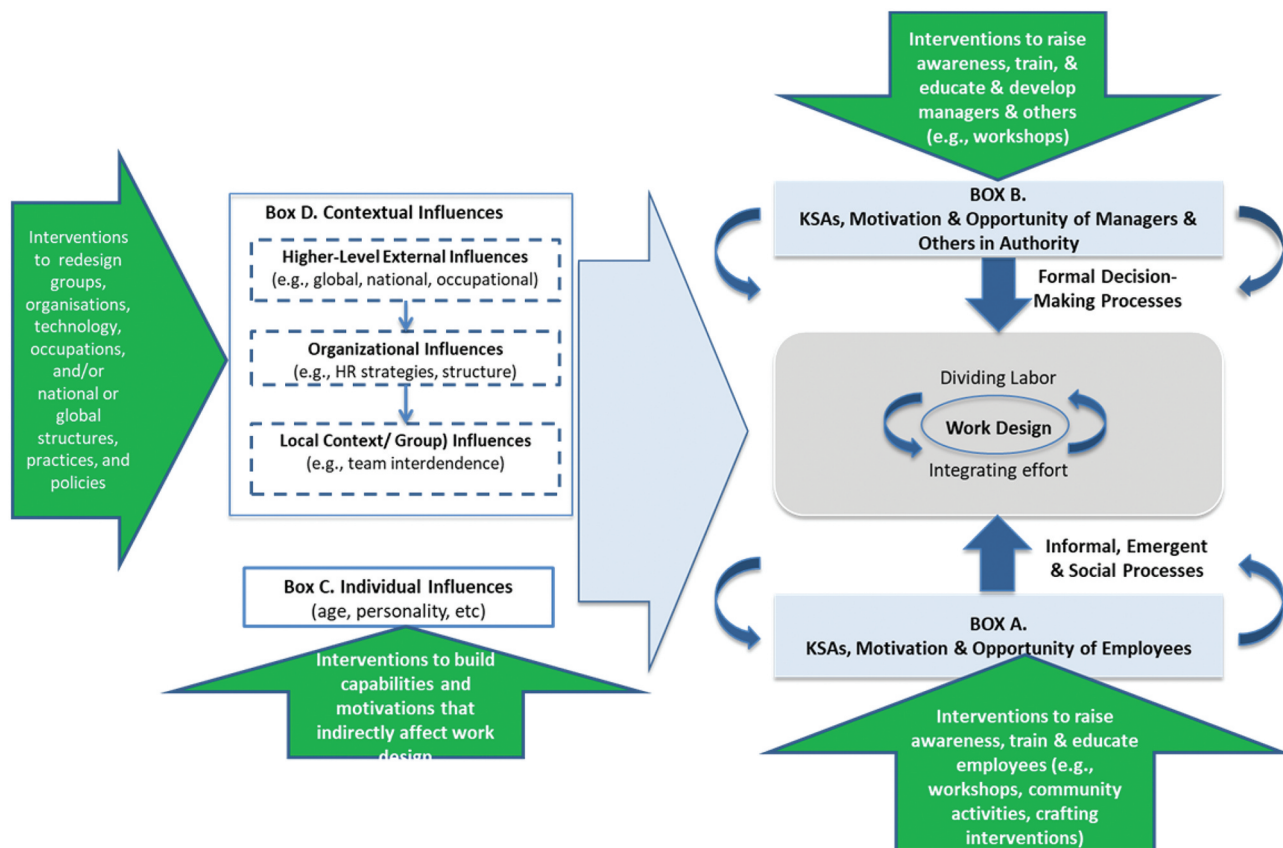 Interventions
to redesign
groups,
organisations,
technology,
occupations,
and/or
national or
global
structures,
practices, and
policies
Box D. Contextual Influences
Higher-Level External Influences
(e.g., global, national, occupational)
Organizational Influences
(e.g., HR strategies, structure)
Local Context/ Group) Influences
(e.g., team interdendence)
Box C. Individual Influences
(age, personality, etc)
Interventions to build
capabilities and
motivations that
indirectly affect work
design
Interventions to raise
awareness, train, &
educate & develop
managers & others
(e.g., workshops)
BOX B.
KSAs, Motivation & Opportunity of Managers &
Others in Authority
Formal Decision-
Making Processes
Dividing Labor
Work Design
Integrating effort
Informal, Emergent
& Social Processes
BOX A.
KSAs, Motivation & Opportunity of Employees
Interventions to raise
awareness, train & educate
employees (e.g.,
workshops, community
activities, crafting
interventions)